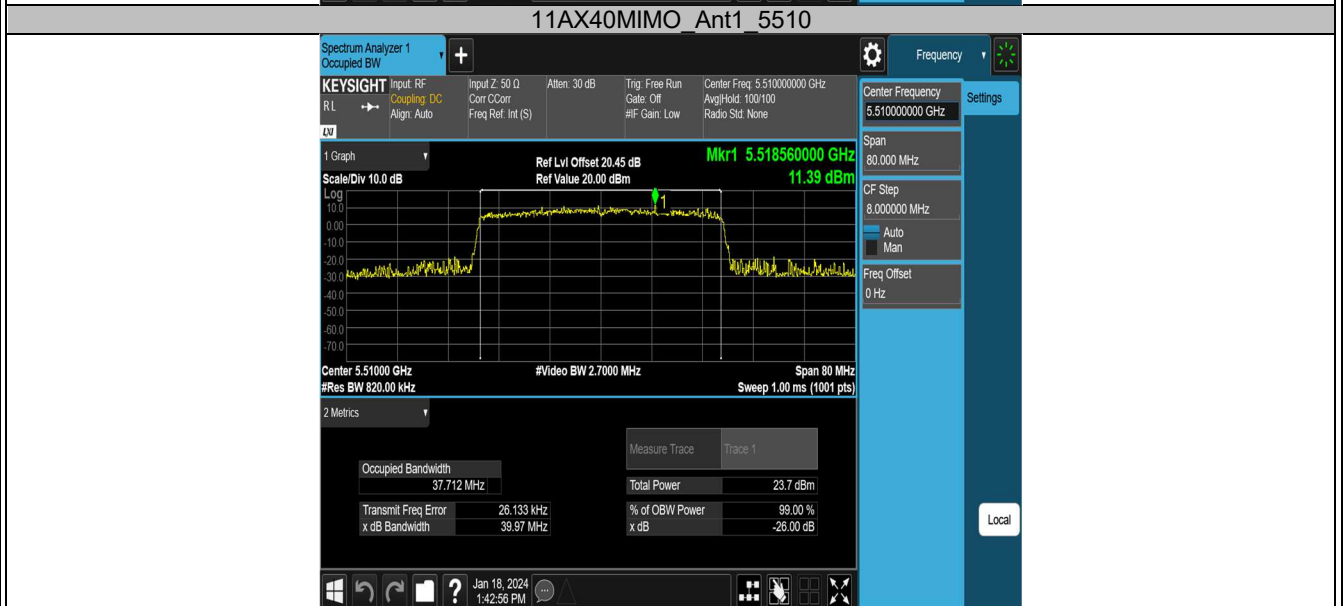 11AX40MIMO_Ant1_5510
Spectrum Analyzer 1
Occupied BW
+
Frequency
KEYSIGHT
RL
LXI
Input: RF
Coupling: DC
Align: Auto
Input Z: 50 Ω
Corr CCorr
Freq Ref: Int (S)
Atten: 30 dB
Trig: Free Run
Gate: Off
#IF Gain: Low
Center Freq: 5.510000000 GHz
Avg|Hold: 100/100
Radio Std: None
Center Frequency
5.510000000 GHz
Settings
Span
80.000 MHz
CF Step
8.000000 MHz
Auto
Man
Freq Offset
0 Hz
Local
1 Graph
Scale/Div 10.0 dB
Ref Lvl Offset 20.45 dB
Ref Value 20.00 dBm
Mkr1 5.518560000 GHz
11.39 dBm
Log
10.0
0.00
-10.0
-20.0
-30.0
-40.0
-50.0
-60.0
-70.0
1
Center 5.51000 GHz
#Res BW 820.00 kHz
#Video BW 2.7000 MHz
Span 80 MHz
Sweep 1.00 ms (1001 pts)
2 Metrics
Measure Trace Trace 1
Occupied Bandwidth
37.712 MHz
Total Power 23.7 dBm
Transmit Freq Error 26.133 kHz
x dB Bandwidth 39.97 MHz
% of OBW Power 99.00 %
x dB -26.00 dB
?
Jan 18, 2024
1:42:56 PM